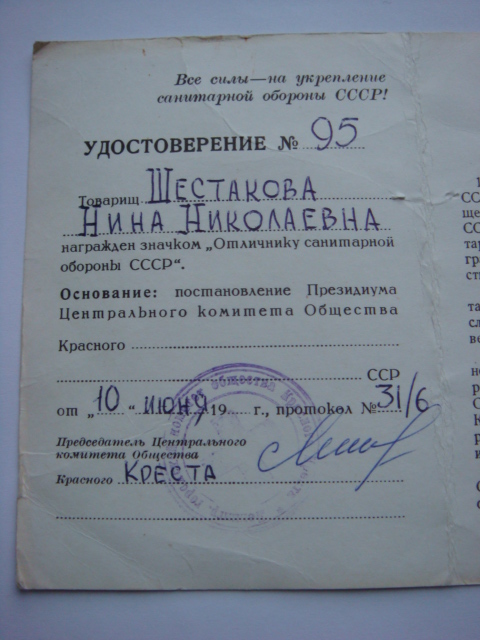 Все силы—на укрепление
санитарной обороны СССР!
УДОСТОВЕРЕНИЕ № 95
Товарищ ШЕСТАКОВА
НИНА НИКОЛАЕВНА
награжден значком „Отличнику санитарной
обороны СССР“.
Основание: постановление Президиума
Центрального комитета Общества
Красного
ССР
от „10“ июня 19 г., протокол № 31/6
Председатель Центрального
комитета Общества
Красного КРЕСТА